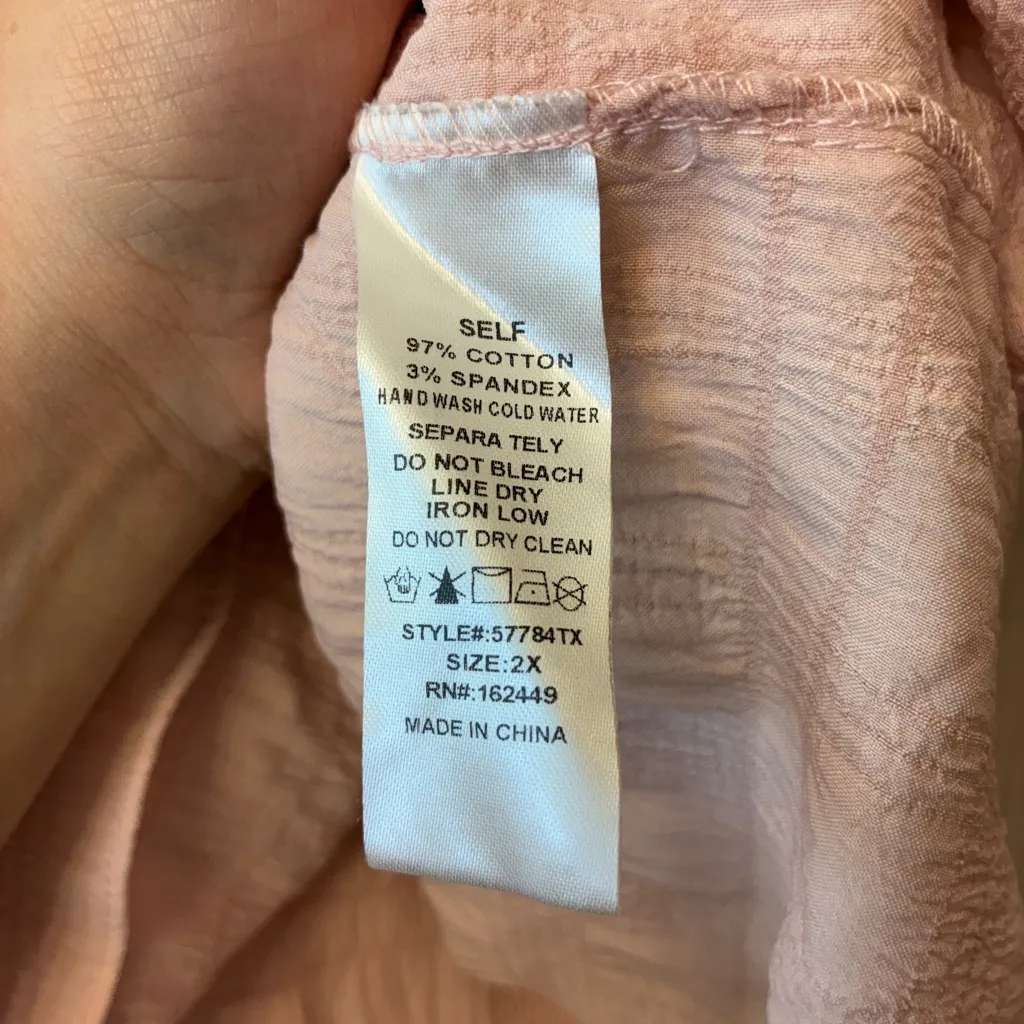 SELF
97% COTTON
3% SPANDEX
HAND WASH COLD WATER
SEPARA TELY
DO NOT BLEACH
LINE DRY
IRON LOW
DO NOT DRY CLEAN
STYLE#:57784TX
SIZE:2X
RN#:162449
MADE IN CHINA